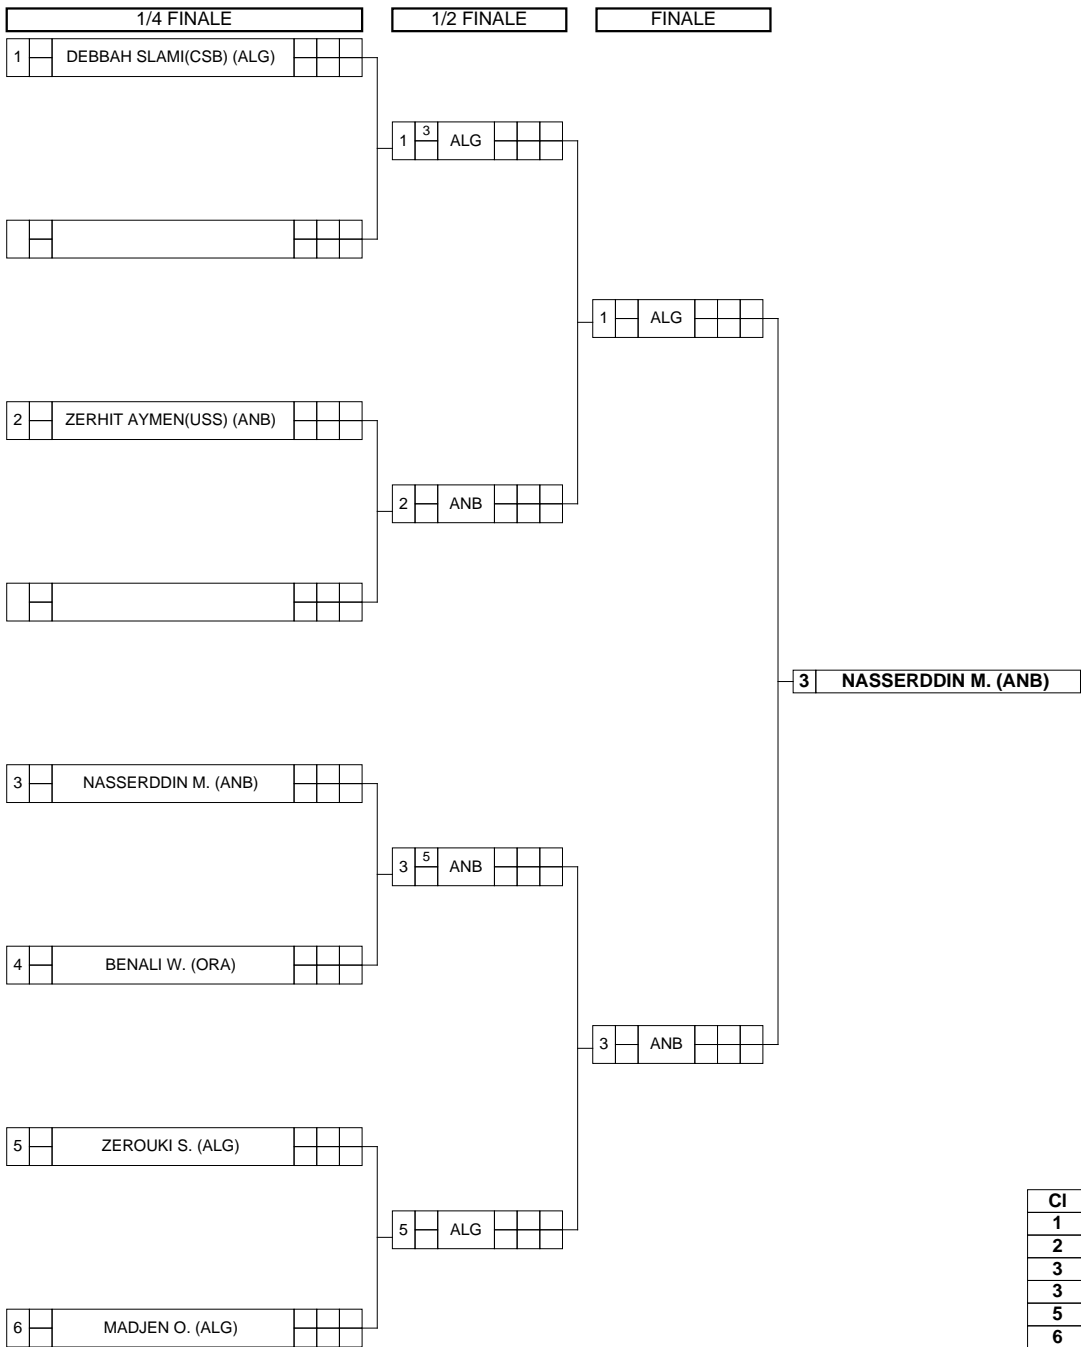 1/4 FINALE 1/2 FINALE FINALE
1 DEBBAH SLAMI(CSB) (ALG)
1 3 ALG
1 ALG
2 ZERHIT AYMEN(USS) (ANB)
2 ANB
3 NASSERDDIN M. (ANB)
3 NASSERDDIN M. (ANB)
3 5 ANB
4 BENALI W. (ORA)
3 ANB
5 ZEROUKI S. (ALG)
5 ALG
6 MADJEN O. (ALG)
Cl
1
2
3
3
5
6